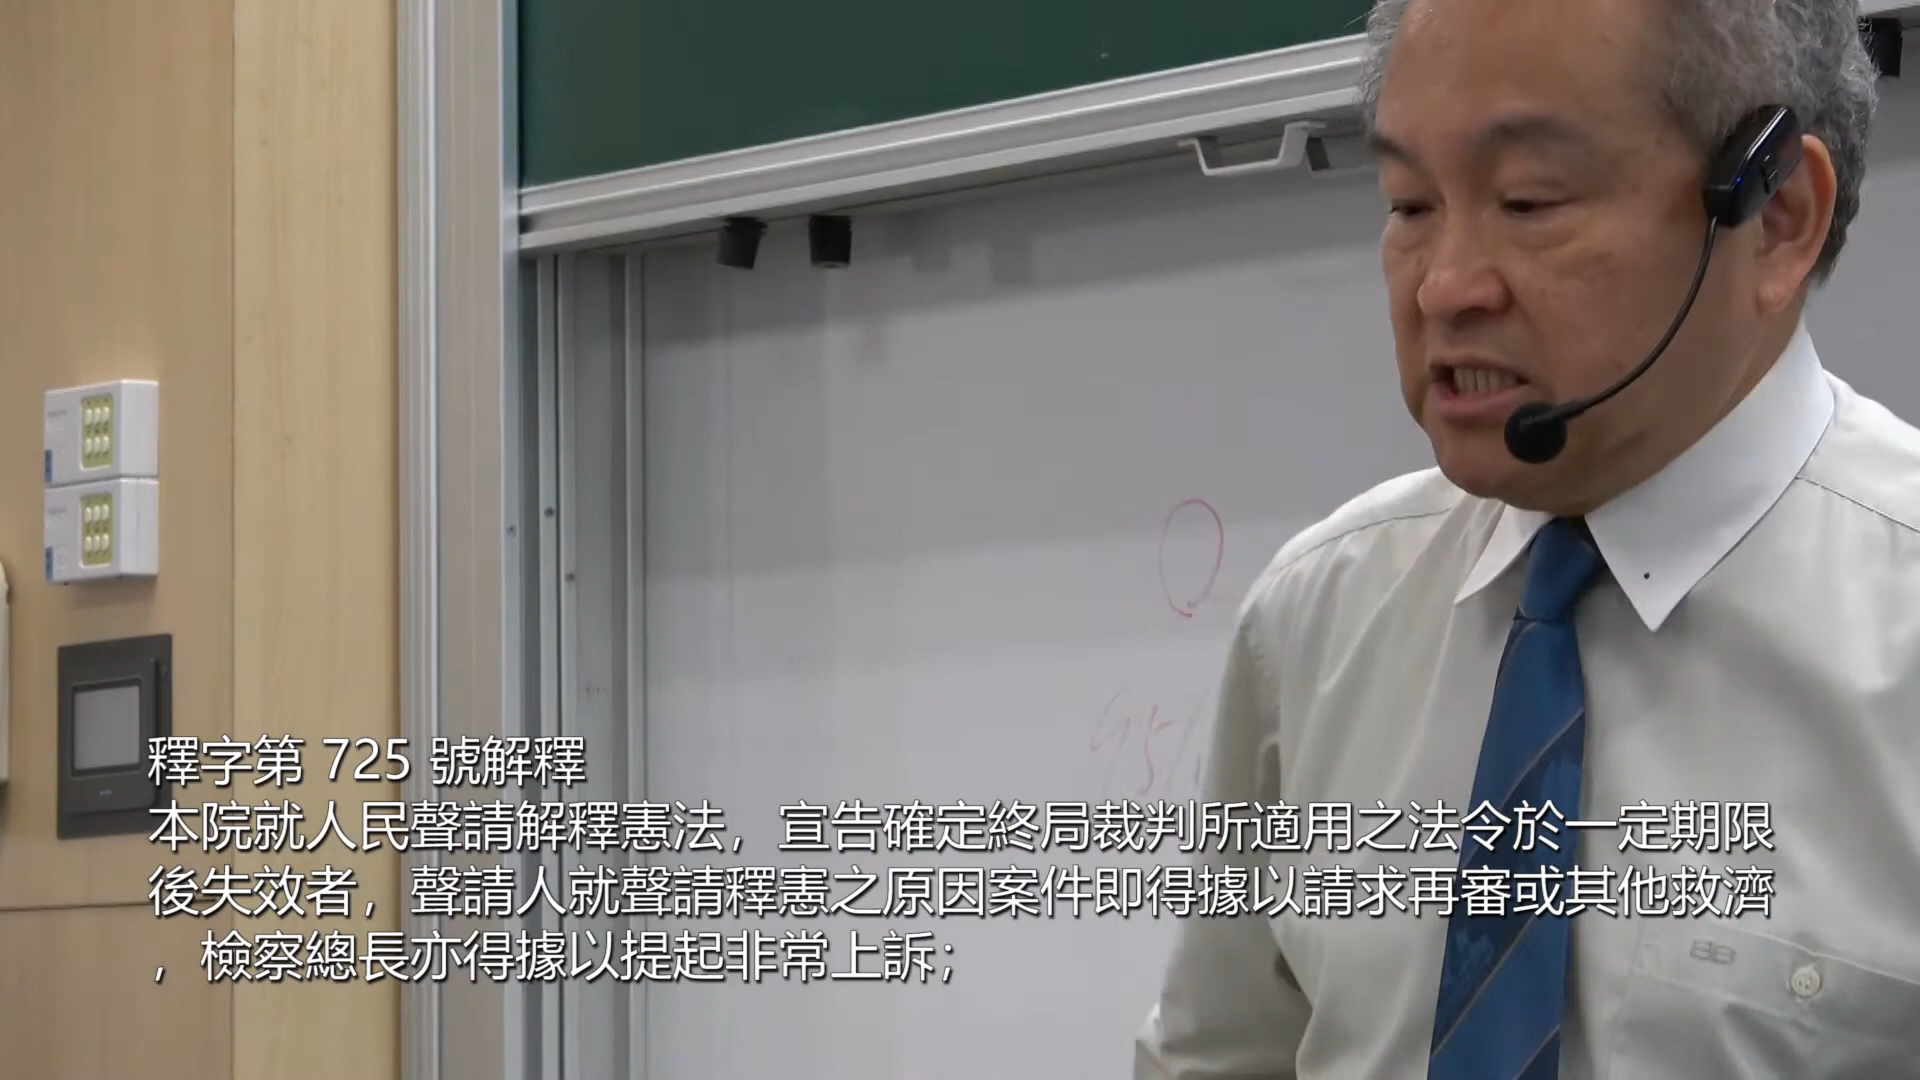 釋字第 725 號解釋
本院就人民聲請解釋憲法，宣告確定終局裁判所適用之法令於一定期限
後失效者，聲請人就聲請釋憲之原因案件即得據以請求再審或其他救濟
，檢察總長亦得據以提起非常上訴；